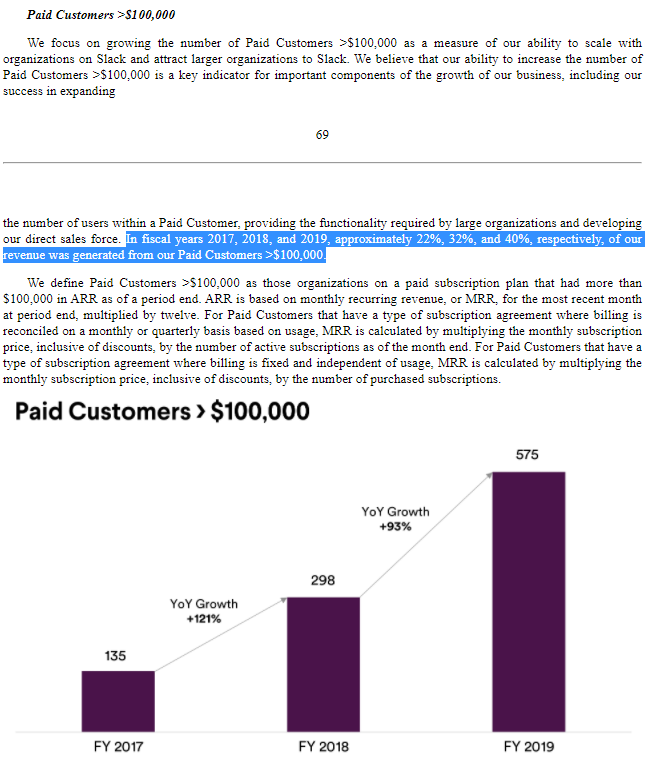 Paid Customers >$100,000
We focus on growing the number of Paid Customers >$100,000 as a measure of our ability to scale with
organizations on Slack and attract larger organizations to Slack. We believe that our ability to increase the number of
Paid Customers >$100,000 is a key indicator for important components of the growth of our business, including our
success in expanding
69
the number of users within a Paid Customer, providing the functionality required by large organizations and developing
our direct sales force. In fiscal years 2017, 2018, and 2019, approximately 22%, 32%, and 40%, respectively, of our
revenue was generated from our Paid Customers >$100,000.
We define Paid Customers >$100,000 as those organizations on a paid subscription plan that had more than
$100,000 in ARR as of a period end. ARR is based on monthly recurring revenue, or MRR, for the most recent month
at period end, multiplied by twelve. For Paid Customers that have a type of subscription agreement where billing is
reconciled on a monthly or quarterly basis based on usage, MRR is calculated by multiplying the monthly subscription
price, inclusive of discounts, by the number of active subscriptions as of the month end. For Paid Customers that have a
type of subscription agreement where billing is fixed and independent of usage, MRR is calculated by multiplying the
monthly subscription price, inclusive of discounts, by the number of purchased subscriptions.
Paid Customers > $100,000
575
YoY Growth
+93%
298
YoY Growth
+121%
135
FY 2017 FY 2018 FY 2019